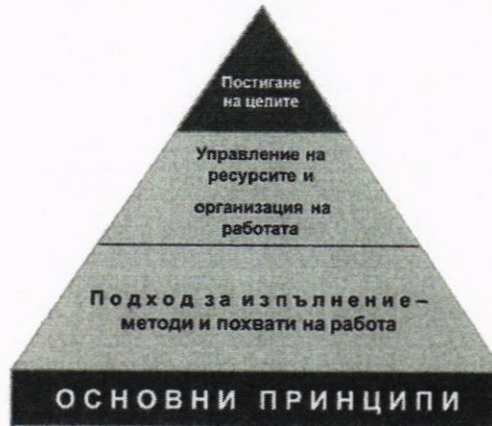 Постигане
на целите
Управление на
ресурсите и
организация на
работата
Подход за изпълнение –
методи и похвати на работа
ОСНОВНИ ПРИНЦИПИ